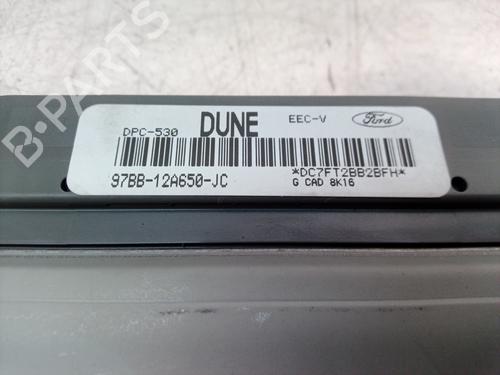 DPC-530 DUNE EEC-V Ford
97BB-12A650-JC *DC7FT2BB2BFH*
G CAD 8K16
B-PARTS